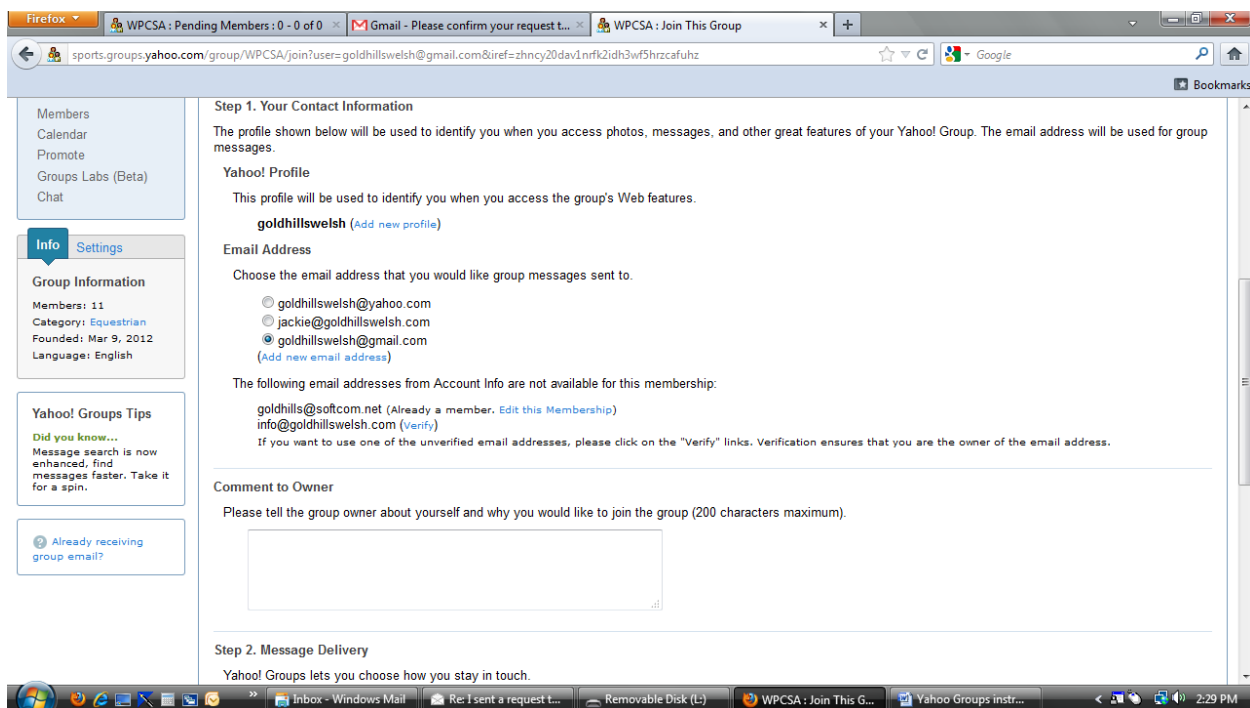 Firefox
WPCSA : Pending Members : 0 - 0 of 0
Gmail - Please confirm your request t...
WPCSA : Join This Group
sports.groups.yahoo.com/group/WPCSA/join?user=goldhillswelsh@gmail.com&iref=zhncy20dav1nrfk2idh3wf5hrzcafuhz
Google
Bookmarks
Members
Calendar
Promote
Groups Labs (Beta)
Chat
Info Settings
Group Information
Members: 11
Category: Equestrian
Founded: Mar 9, 2012
Language: English
Yahoo! Groups Tips
Did you know...
Message search is now
enhanced, find
messages faster. Take it
for a spin.
Already receiving
group email?
Step 1. Your Contact Information
The profile shown below will be used to identify you when you access photos, messages, and other great features of your Yahoo! Group. The email address will be used for group
messages.
Yahoo! Profile
This profile will be used to identify you when you access the group's Web features.
goldhillswelsh (Add new profile)
Email Address
Choose the email address that you would like group messages sent to.
goldhillswelsh@yahoo.com
jackie@goldhillswelsh.com
goldhillswelsh@gmail.com
(Add new email address)
The following email addresses from Account Info are not available for this membership:
goldhills@softcom.net (Already a member. Edit this Membership)
info@goldhillswelsh.com (Verify)
If you want to use one of the unverified email addresses, please click on the "Verify" links. Verification ensures that you are the owner of the email address.
Comment to Owner
Please tell the group owner about yourself and why you would like to join the group (200 characters maximum).
Step 2. Message Delivery
Yahoo! Groups lets you choose how you stay in touch.
Inbox - Windows Mail
Re: I sent a request t...
Removable Disk (L:)
WPCSA : Join This G...
Yahoo Groups instr...
2:29 PM